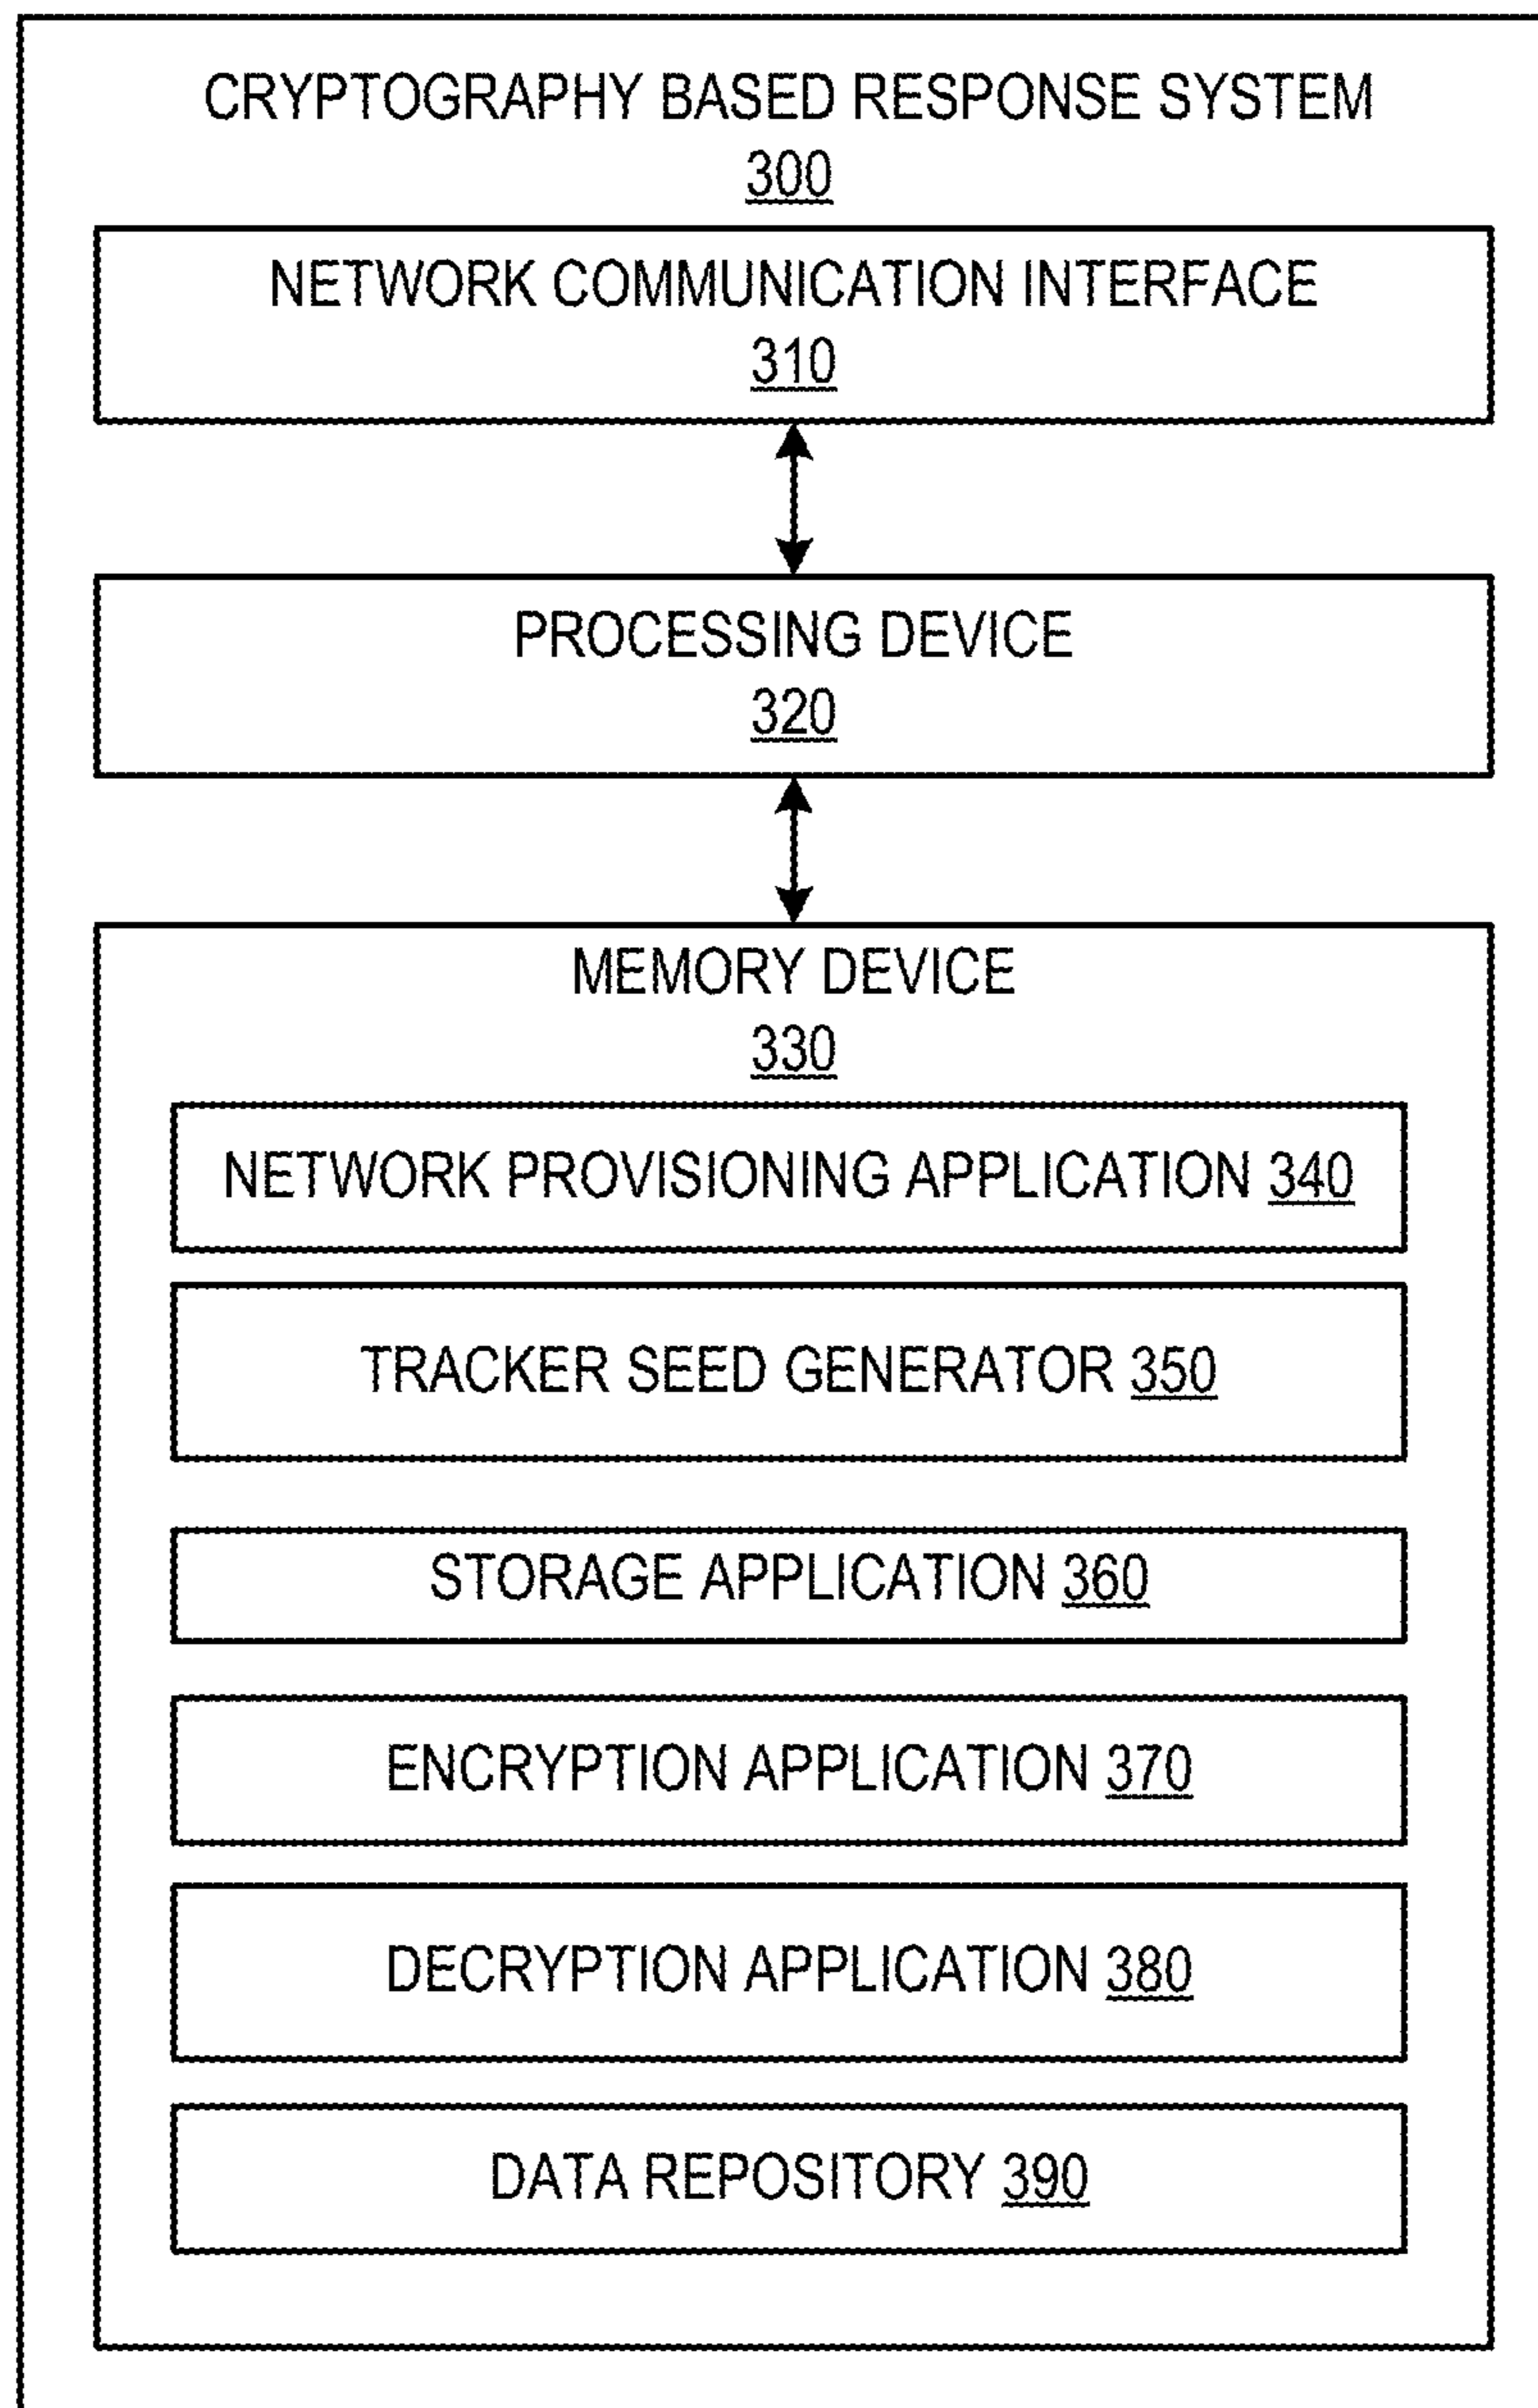 CRYPTOGRAPHY BASED RESPONSE SYSTEM
300
NETWORK COMMUNICATION INTERFACE
310
PROCESSING DEVICE
320
MEMORY DEVICE
330
NETWORK PROVISIONING APPLICATION 340
TRACKER SEED GENERATOR 350
STORAGE APPLICATION 360
ENCRYPTION APPLICATION 370
DECRYPTION APPLICATION 380
DATA REPOSITORY 390